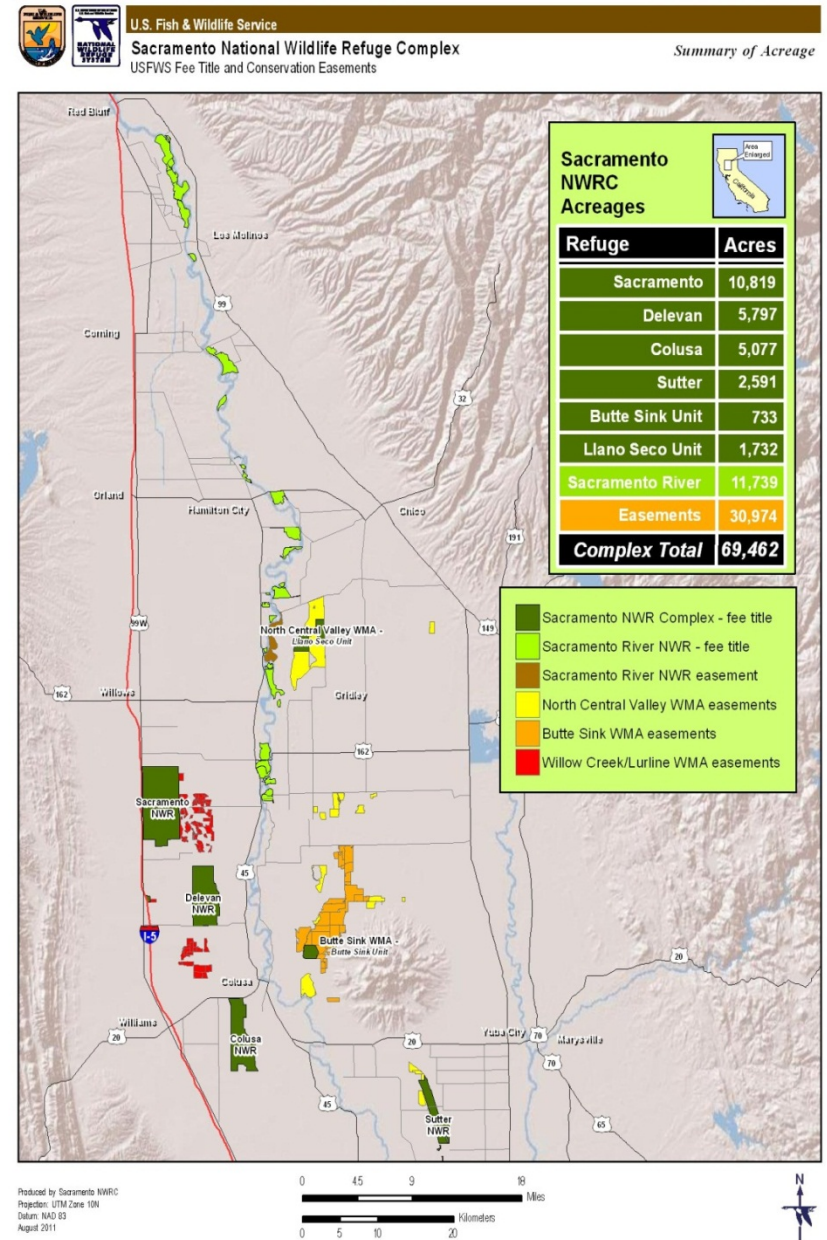 U.S. Fish & Wildlife Service
Sacramento National Wildlife Refuge Complex
USFWS Fee Title and Conservation Easements
Summary of Acreage
NATIONAL
WILDLIFE
REFUGE
SYSTEM
Red Bluff
Los Molinos
99
Corning
32
Orland
Hamilton City
Chico
191
99W
North Central Valley WMA -
Llano Seco Unit
149
162
Willows
Gridley
162
Sacramento
NWR
Delevan
NWR
45
I-5
Butte Sink WMA -
Butte Sink Unit
20
Colusa
Williams
20
Colusa
NWR
20
Yuba City
70
Marysville
70
45
Sutter
NWR
65
Sacramento
NWRC
Acreages
Area
Enlarged
California
Refuge Acres
Sacramento 10,819
Delevan 5,797
Colusa 5,077
Sutter 2,591
Butte Sink Unit 733
Llano Seco Unit 1,732
Sacramento River 11,739
Easements 30,974
Complex Total 69,462
Sacramento NWR Complex - fee title
Sacramento River NWR - fee title
Sacramento River NWR easement
North Central Valley WMA easements
Butte Sink WMA easements
Willow Creek/Lurline WMA easements
Produced by Sacramento NWRC
Projection: UTM Zone 10N
Datum: NAD 83
August 2011
0 4.5 9 18
Miles
Kilometers
0 5 10 20
N